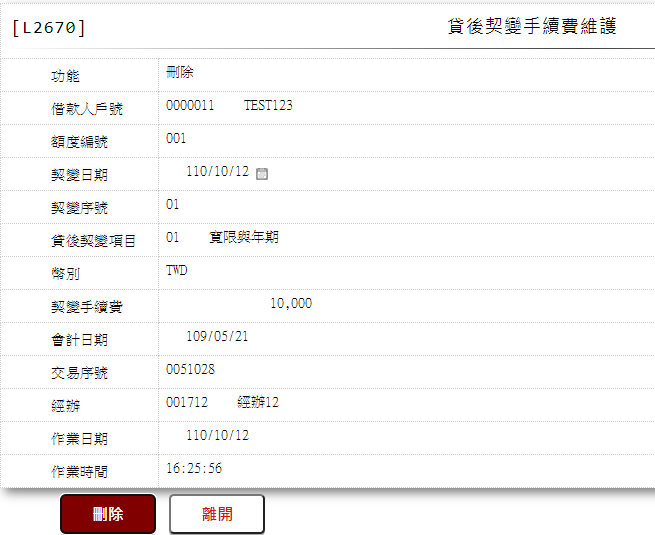 [L2670] 貸後契變手續費維護
功能 刪除
借款人戶號 0000011 TEST123
額度編號 001
契變日期 110/10/12
契變序號 01
貸後契變項目 01 寬限與年期
幣別 TWD
契變手續費 10,000
會計日期 109/05/21
交易序號 0051028
經辦 001712 經辦12
作業日期 110/10/12
作業時間 16:25:56
刪除 離開